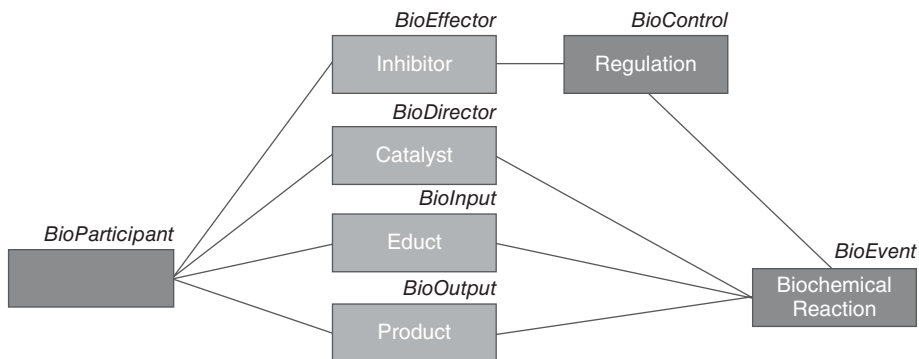 BioEffector
BioControl
Inhibitor
Regulation
BioDirector
Catalyst
BioInput
BioParticipant
Educt
BioEvent
BioOutput
Biochemical
Reaction
Product